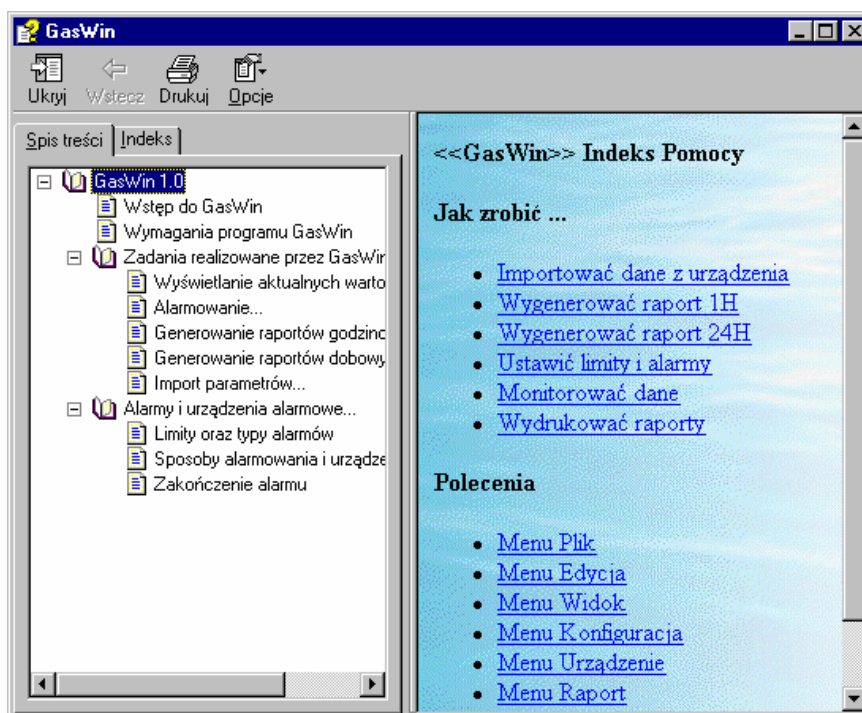 GasWin
Ukryj Wstecz Drukuj Opcje
Spis treści Indeks
GasWin 1.0
Wstęp do GasWin
Wymagania programu GasWin
Zadania realizowane przez GasWin
Wyświetlanie aktualnych warto
Alarmowanie...
Generowanie raportów godzinc
Generowanie raportów dobowy
Import parametrów...
Alarmy i urządzenia alarmowe...
Limity oraz typy alarmów
Sposoby alarmowania i urządze
Zakończenie alarmu
<<GasWin>> Indeks Pomocy
Jak zrobić ...
Importować dane z urządzenia
Wygenerować raport 1H
Wygenerować raport 24H
Ustawić limity i alarmy
Monitorować dane
Wydrukować raporty
Polecenia
Menu Plik
Menu Edycja
Menu Widok
Menu Konfiguracja
Menu Urządzenie
Menu Raport